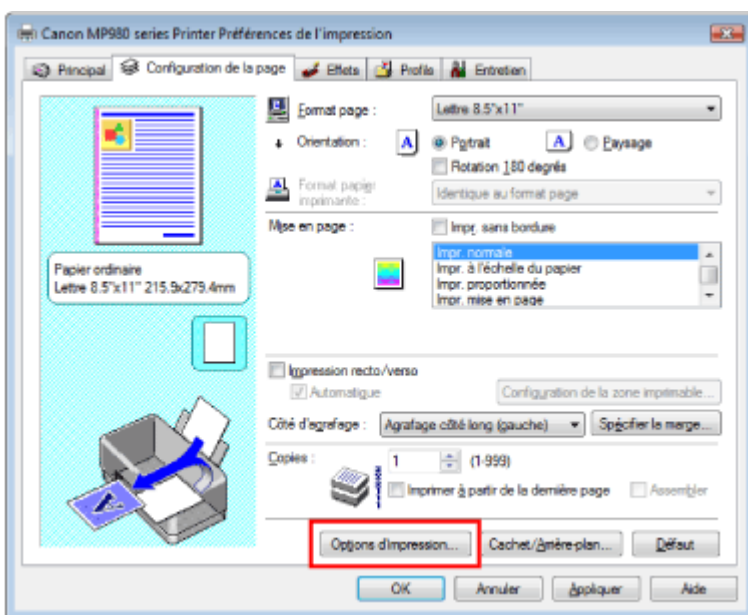 Canon MP980 series Printer Préférences de l'impression
Principal Configuration de la page Effets Profils Entretien
Format page : Lettre 8.5"x11"
Orientation : A Portrait A Paysage
Rotation 180 degrés
Format papier imprimante : Identique au format page
Mise en page : Impr. sans bordure
Impr. normale
Impr. à l'échelle du papier
Impr. proportionnée
Impr. mise en page
Papier ordinaire
Lettre 8.5"x11" 215.9x279.4mm
Impression recto/verso
Automatique Configuration de la zone imprimable...
Côté d'agrafage : Agrafage côté long (gauche) Spécifier la marge...
Copies : 1 (1-999)
Imprimer à partir de la dernière page Assembler
Options d'impression... Cachet/Arrière-plan... Défaut
OK Annuler Appliquer Aide